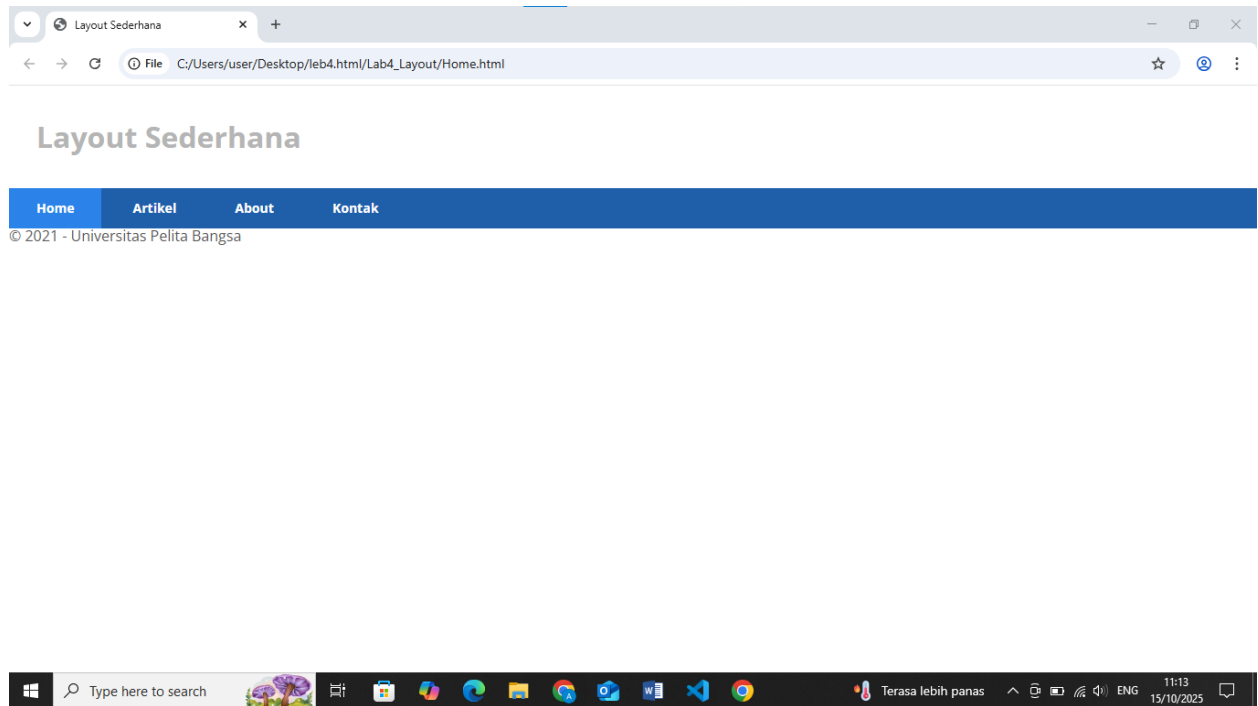 Layout Sederhana
File C:/Users/user/Desktop/leb4.html/Lab4_Layout/Home.html
Layout Sederhana
Home Artikel About Kontak
© 2021 - Universitas Pelita Bangsa
Type here to search
Terasa lebih panas
ENG
11:13
15/10/2025